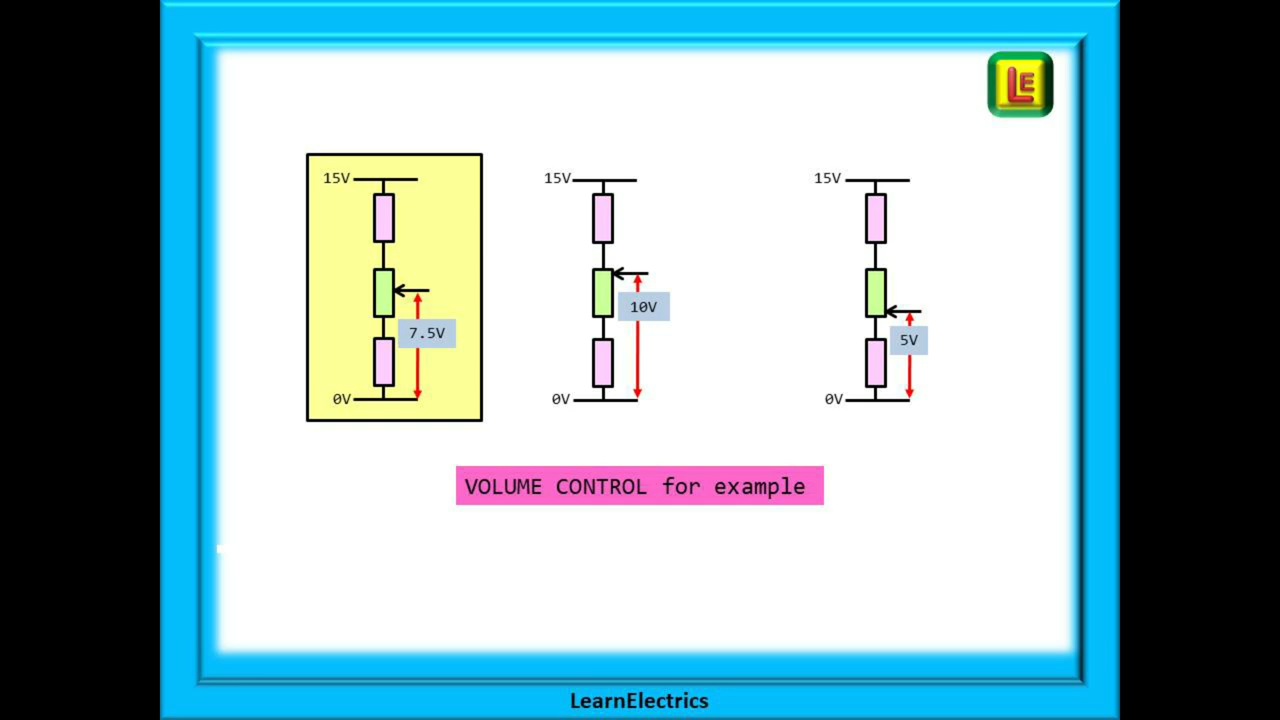 LE
15V
7.5V
0V
15V
10V
0V
15V
5V
0V
VOLUME CONTROL for example
LearnElectrics